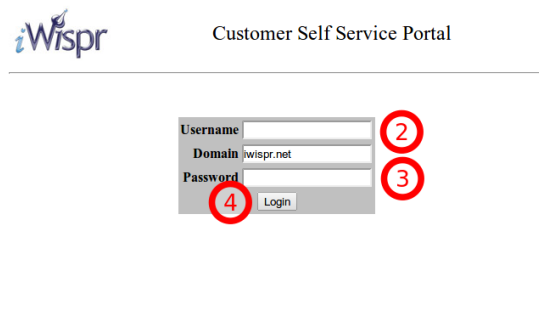 iWispr
Customer Self Service Portal
Username
2
Domain iwispr.net
Password
3
4
Login